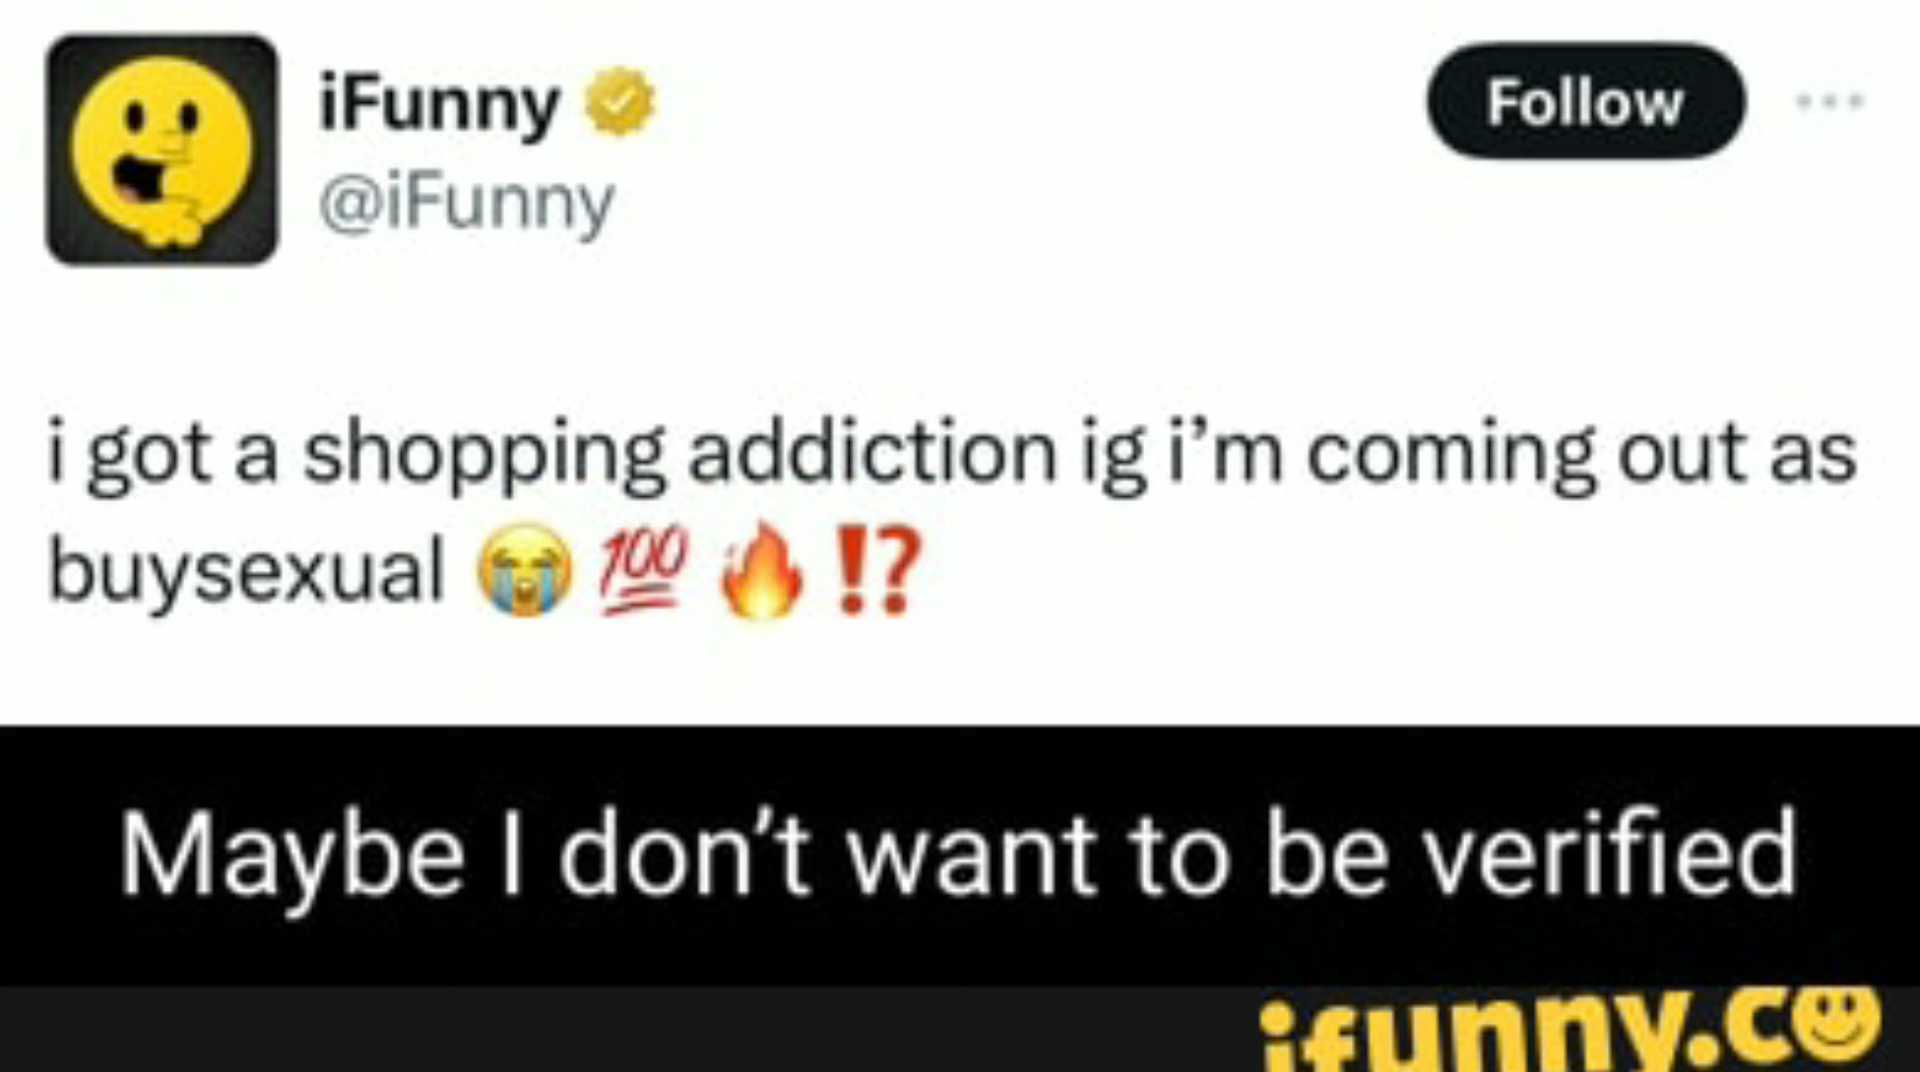 iFunny
@iFunny
Follow
i got a shopping addiction ig i’m coming out as
buysexual 😭 💯 🔥 ⁉️
Maybe I don’t want to be verified
ifunny.co